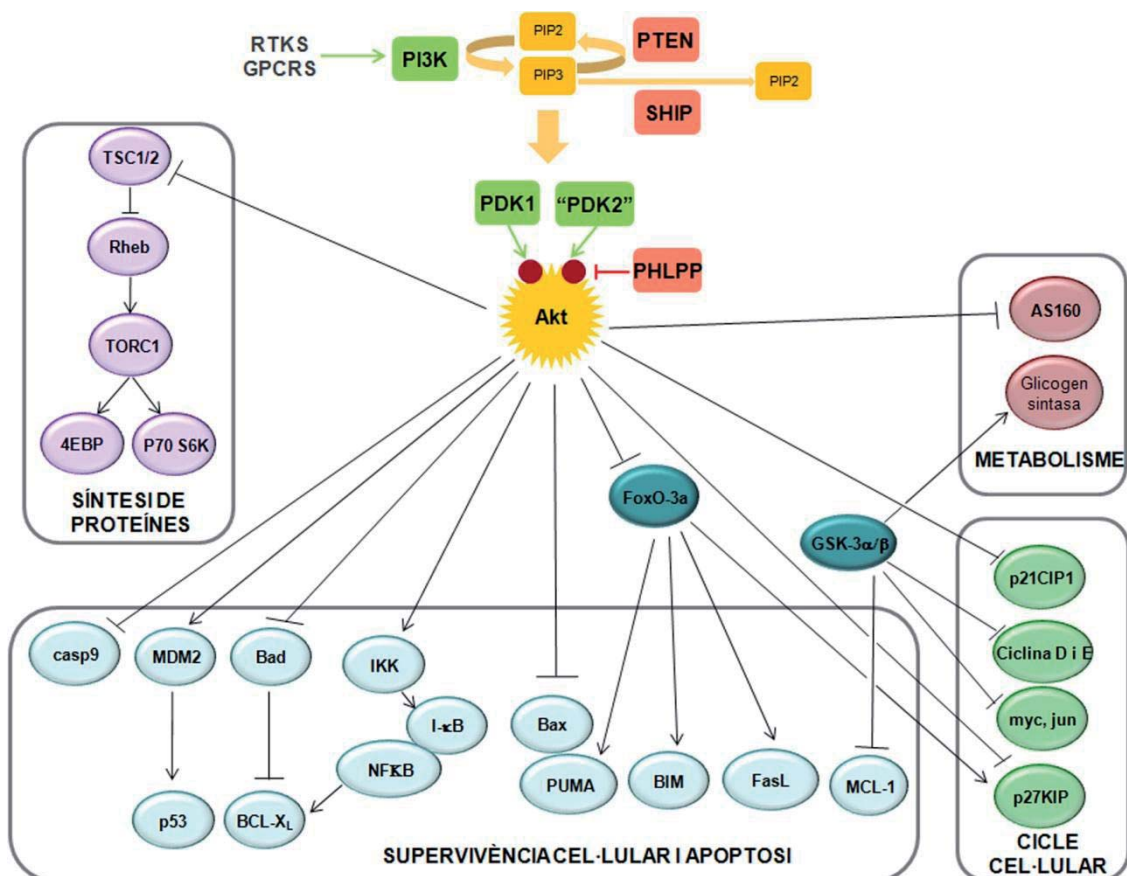 RTKS
GPCRS
PI3K
PIP2
PIP3
PTEN
SHIP
PIP2
PDK1
“PDK2”
PHLPP
Akt
TSC1/2
Rheb
TORC1
4EBP
P70 S6K
SÍNTESI DE
PROTEÍNES
AS160
Glicogen
sintasa
METABOLISME
FoxO-3a
GSK-3α/β
p21CIP1
Ciclina D i E
myc, jun
p27KIP
CICLE
CEL·LULAR
casp9
MDM2
Bad
IKK
I-κB
NFκB
Bax
PUMA
BIM
FasL
MCL-1
p53
BCL-XL
SUPERVIVÈNCIA CEL·LULAR I APOPTOSI